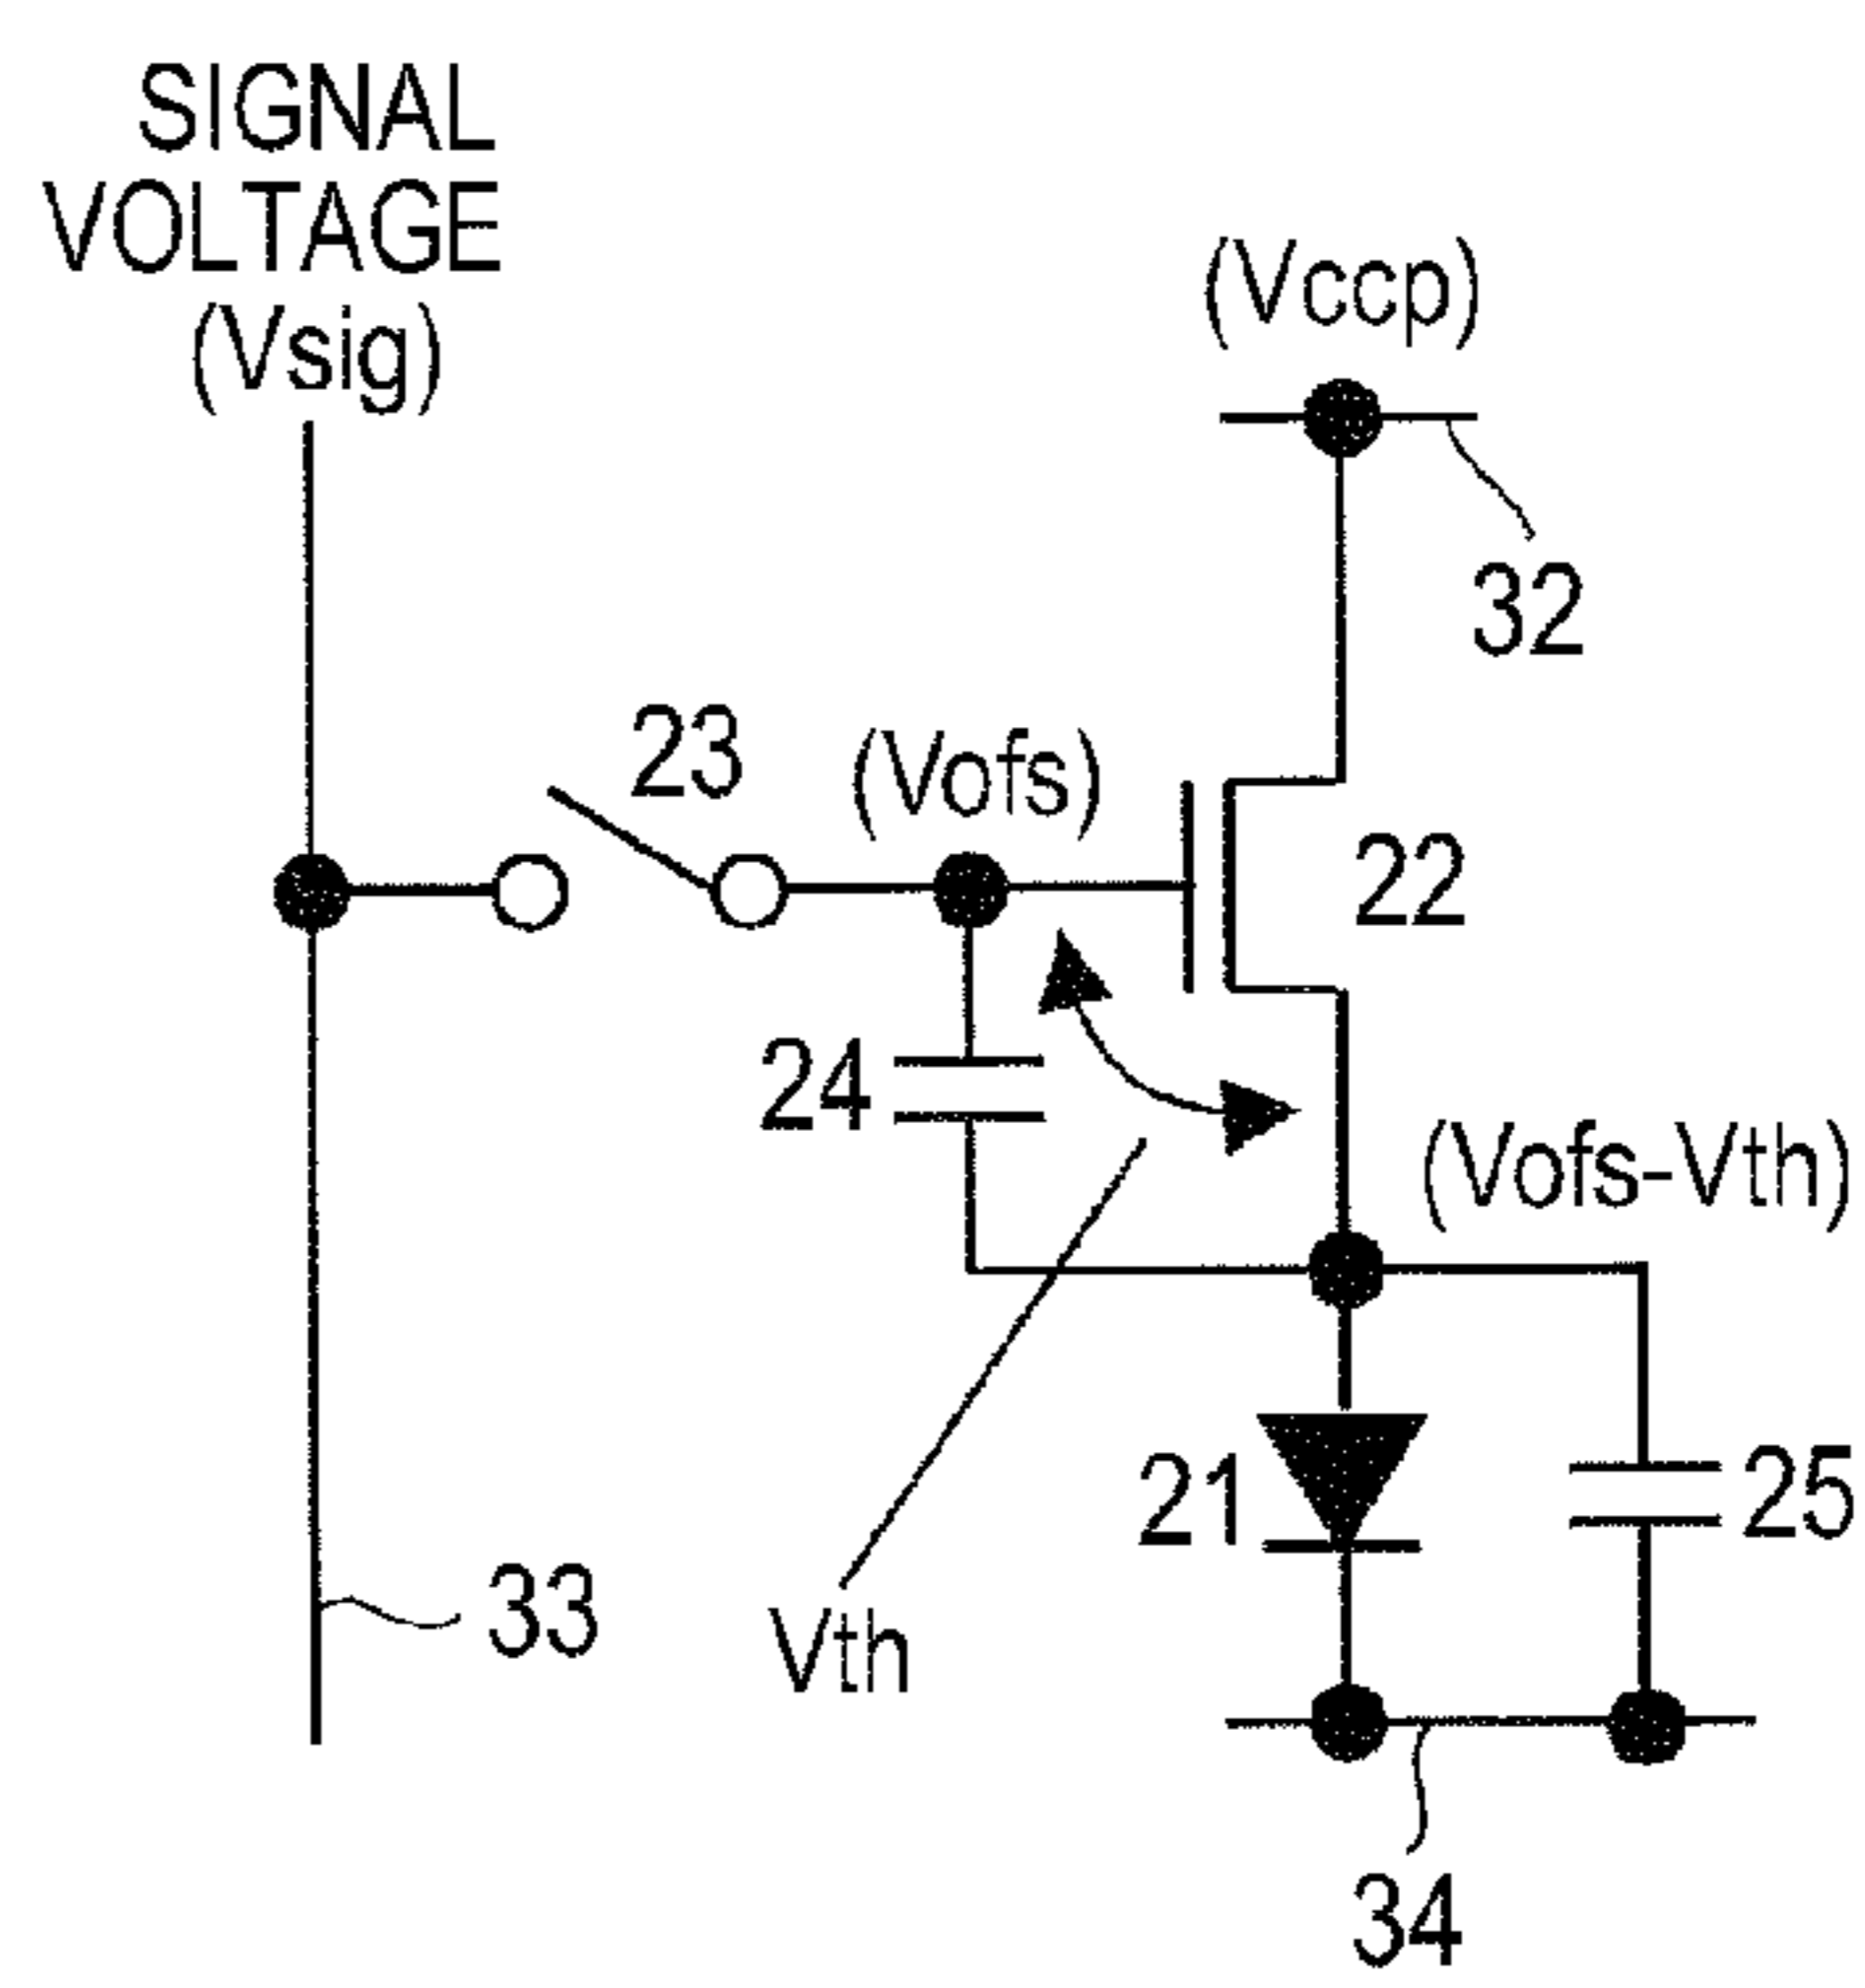 SIGNAL
VOLTAGE
(Vsig)
(Vccp)
32
23
(Vofs)
22
24
(Vofs-Vth)
21
25
33
Vth
34